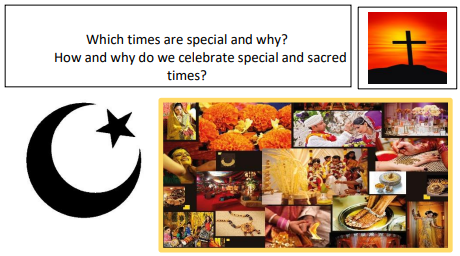 Which times are special and why?
How and why do we celebrate special and sacred
times?